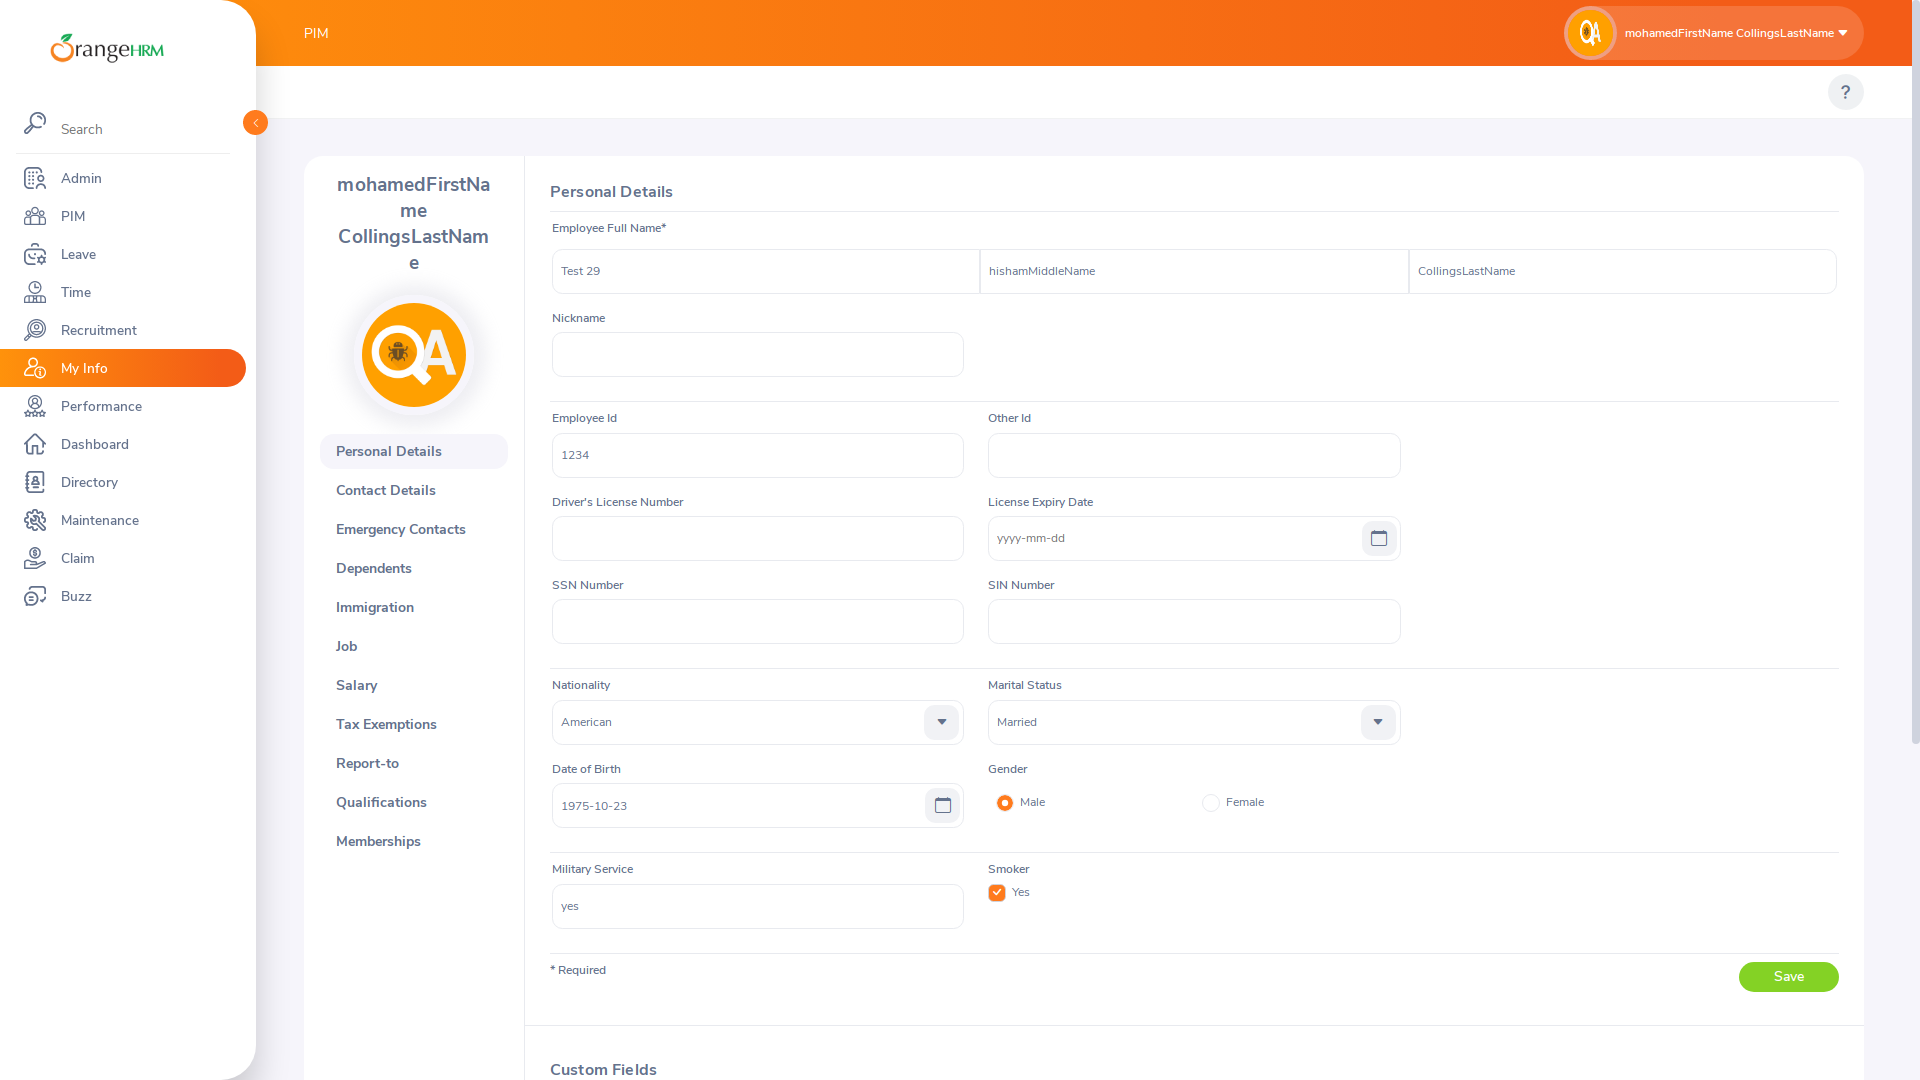 OrangeHRM
PIM
mohamedFirstName CollingsLastName
?
Search
Admin
PIM
Leave
Time
Recruitment
My Info
Performance
Dashboard
Directory
Maintenance
Claim
Buzz
mohamedFirstNa
me
CollingsLastNam
e
QA
Personal Details
Contact Details
Emergency Contacts
Dependents
Immigration
Job
Salary
Tax Exemptions
Report-to
Qualifications
Memberships
Personal Details
Employee Full Name*
Test 29 hishamMiddleName CollingsLastName
Nickname
Employee Id Other Id
1234
Driver's License Number License Expiry Date
yyyy-mm-dd
SSN Number SIN Number
Nationality Marital Status
American Married
Date of Birth Gender
1975-10-23 Male Female
Military Service Smoker
yes Yes
* Required Save
Custom Fields